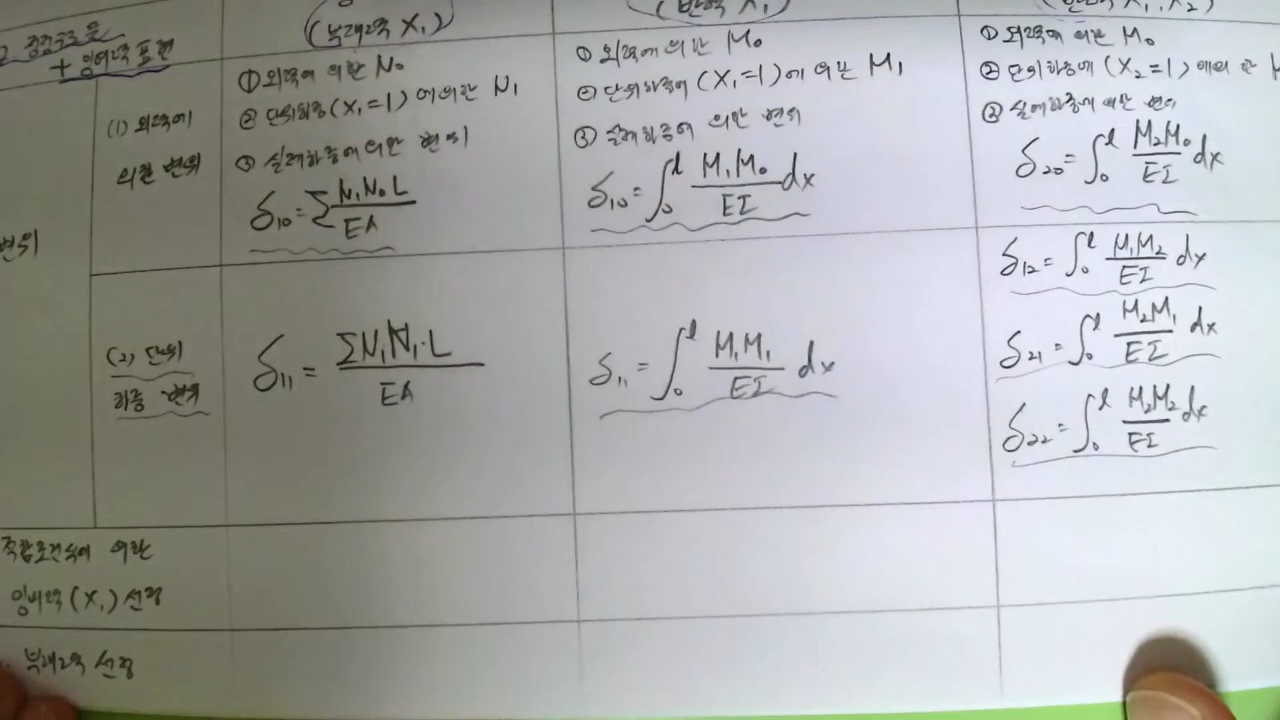 + 잉여력 표현
(부재력 X₁)
(반력 X₁)
(1) 외력에
의한 변위
① 외력에 의한 N₀
② 단위하중(X₁=1)에 의한 N₁
③ 실제하중에 의한 변위
δ₁₀ = Σ N₁N₀L / EA
① 외력에 의한 M₀
② 단위하중에 (X₁=1)에 의한 M₁
③ 실제하중에 의한 변위
δ₁₀ = ∫₀ˡ M₁M₀ / EI dx
① 외력에 의한 M₀
② 단위하중에 (X₂=1)에 의한
③ 실제하중에 의한 변위
δ₂₀ = ∫₀ˡ M₂M₀ / EI dx
변위
(2) 단위
하중 변위
δ₁₁ = ΣN₁N₁·L / EA
δ₁₁ = ∫₀ˡ M₁M₁ / EI dx
δ₁₂ = ∫₀ˡ M₁M₂ / EI dx
δ₂₁ = ∫₀ˡ M₂M₁ / EI dx
δ₂₂ = ∫₀ˡ M₂M₂ / EI dx
적합조건식에 의한
잉여력(X₁) 선정
부재력 선정